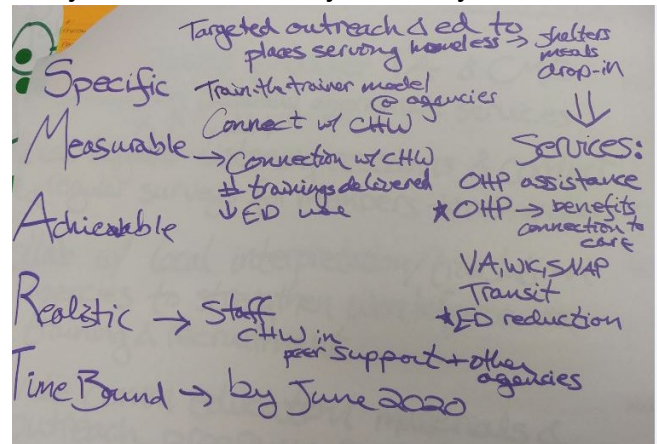 Targeted outreach & ed to
places serving homeless → shelters
meals
drop-in
Specific
Train-the-trainer model
@ agencies
Connect w/ CHW
Measurable → Connection w/ CHW
# trainings delivered
↓ ED use
Achievable
Realistic → Staff
CHW in
peer support + other
agencies
Time Bound → by June 2020
Services:
OHP assistance
★OHP → benefits
connection to
care
VA, WIC, SNAP
Transit
★ED reduction